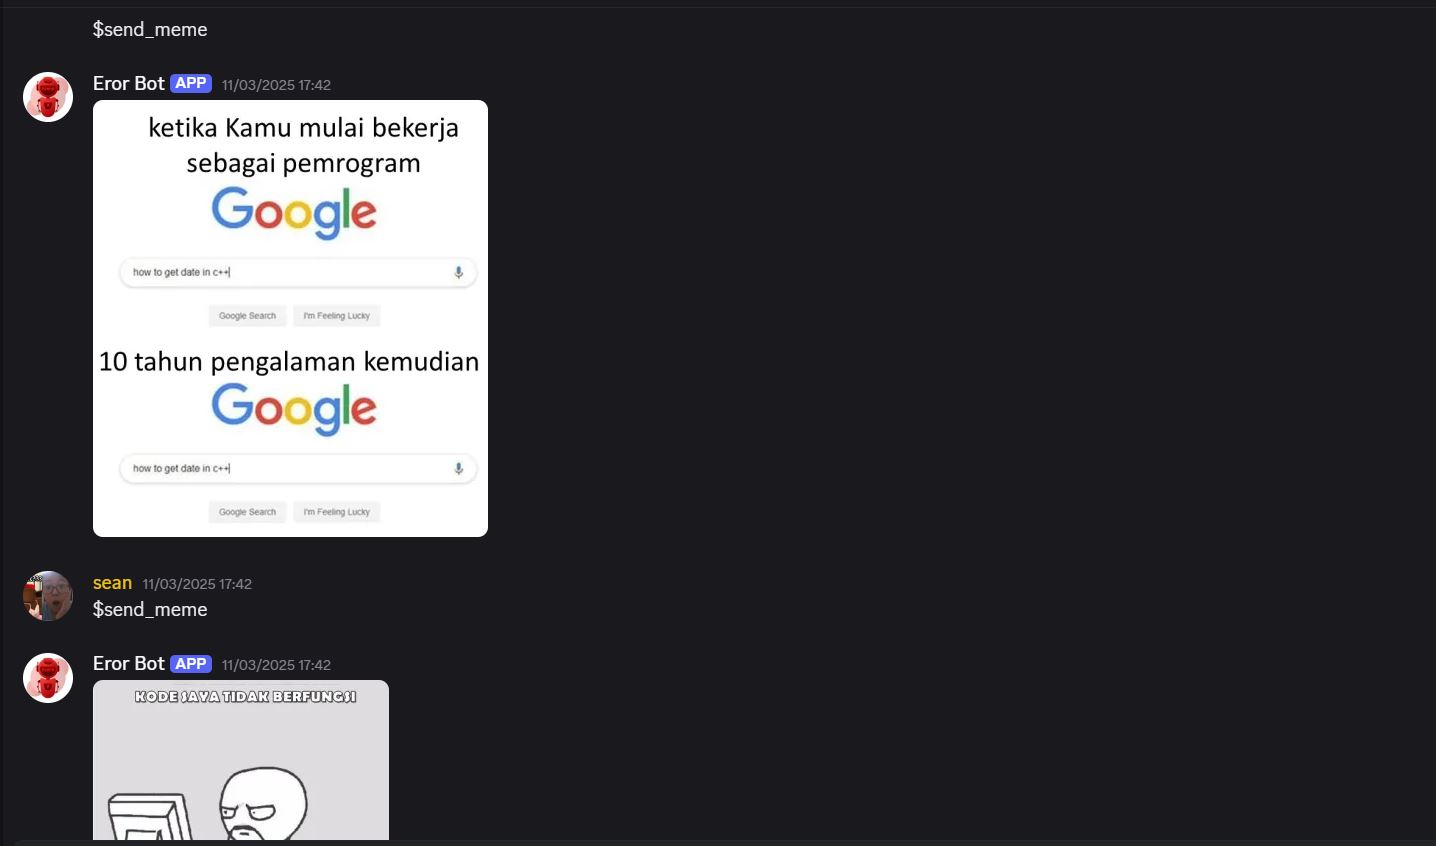 $send_meme
Eror Bot APP 11/03/2025 17:42
ketika Kamu mulai bekerja
sebagai pemrogram
Google
how to get date in c++
Google Search I'm Feeling Lucky
10 tahun pengalaman kemudian
Google
how to get date in c++
Google Search I'm Feeling Lucky
sean 11/03/2025 17:42
$send_meme
Eror Bot APP 11/03/2025 17:42
KODE SAYA TIDAK BERFUNGSI